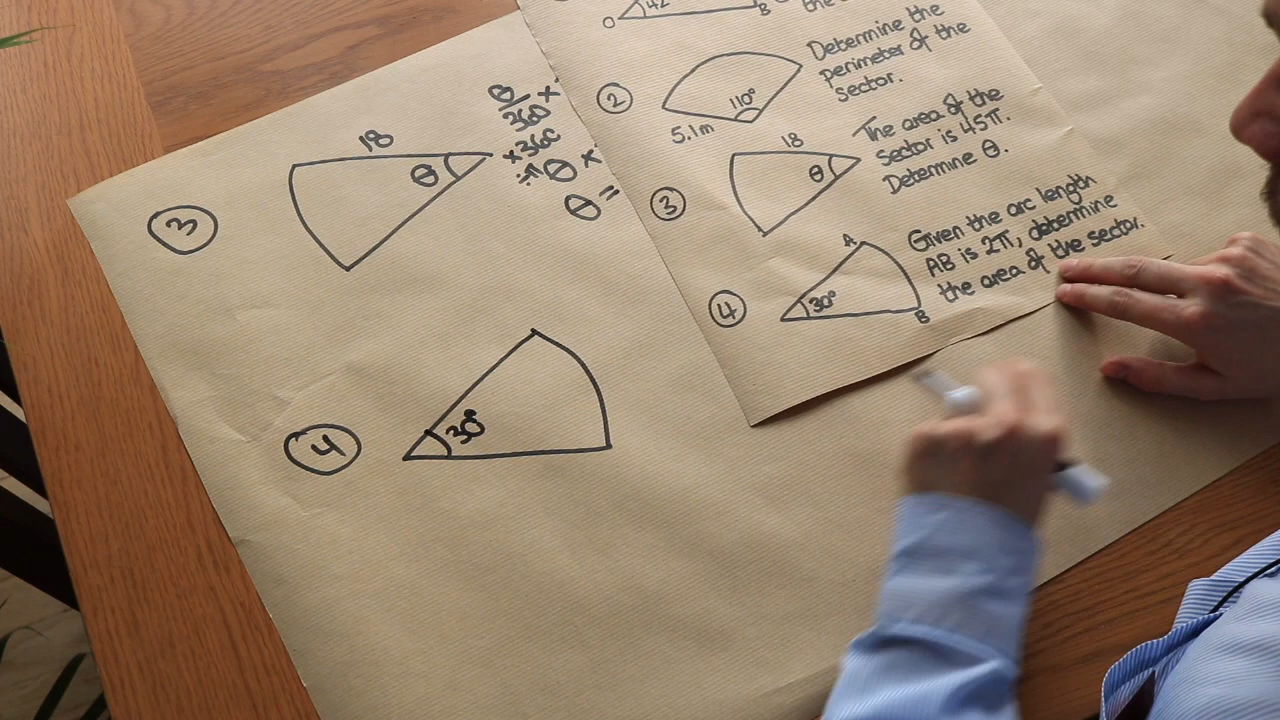 ③
18
θ
θ/360 ×
×360
÷π θ ×
θ =
④
30°
O 42 B
the
②
110°
5.1m
Determine the
perimeter of the
sector.
③
18
θ
The area of the
sector is 45π.
Determine θ.
④
A
30°
B
Given the arc length
AB is 2π, determine
the area of the sector.